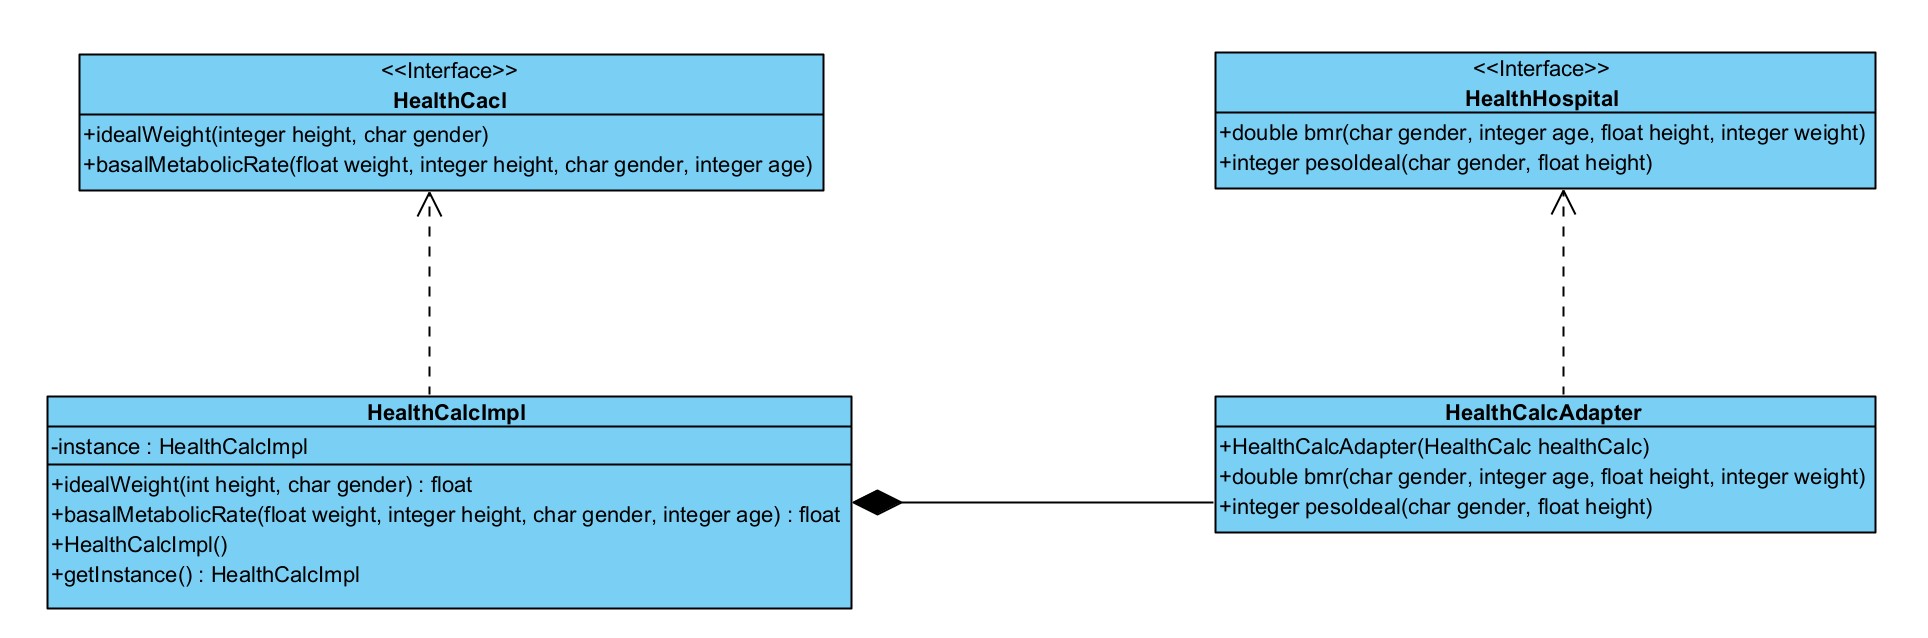 <<Interface>>
HealthCacl
+idealWeight(integer height, char gender)
+basalMetabolicRate(float weight, integer height, char gender, integer age)
<<Interface>>
HealthHospital
+double bmr(char gender, integer age, float height, integer weight)
+integer pesoIdeal(char gender, float height)
HealthCalcImpl
-instance : HealthCalcImpl
+idealWeight(int height, char gender) : float
+basalMetabolicRate(float weight, integer height, char gender, integer age) : float
+HealthCalcImpl()
+getInstance() : HealthCalcImpl
HealthCalcAdapter
+HealthCalcAdapter(HealthCalc healthCalc)
+double bmr(char gender, integer age, float height, integer weight)
+integer pesoIdeal(char gender, float height)